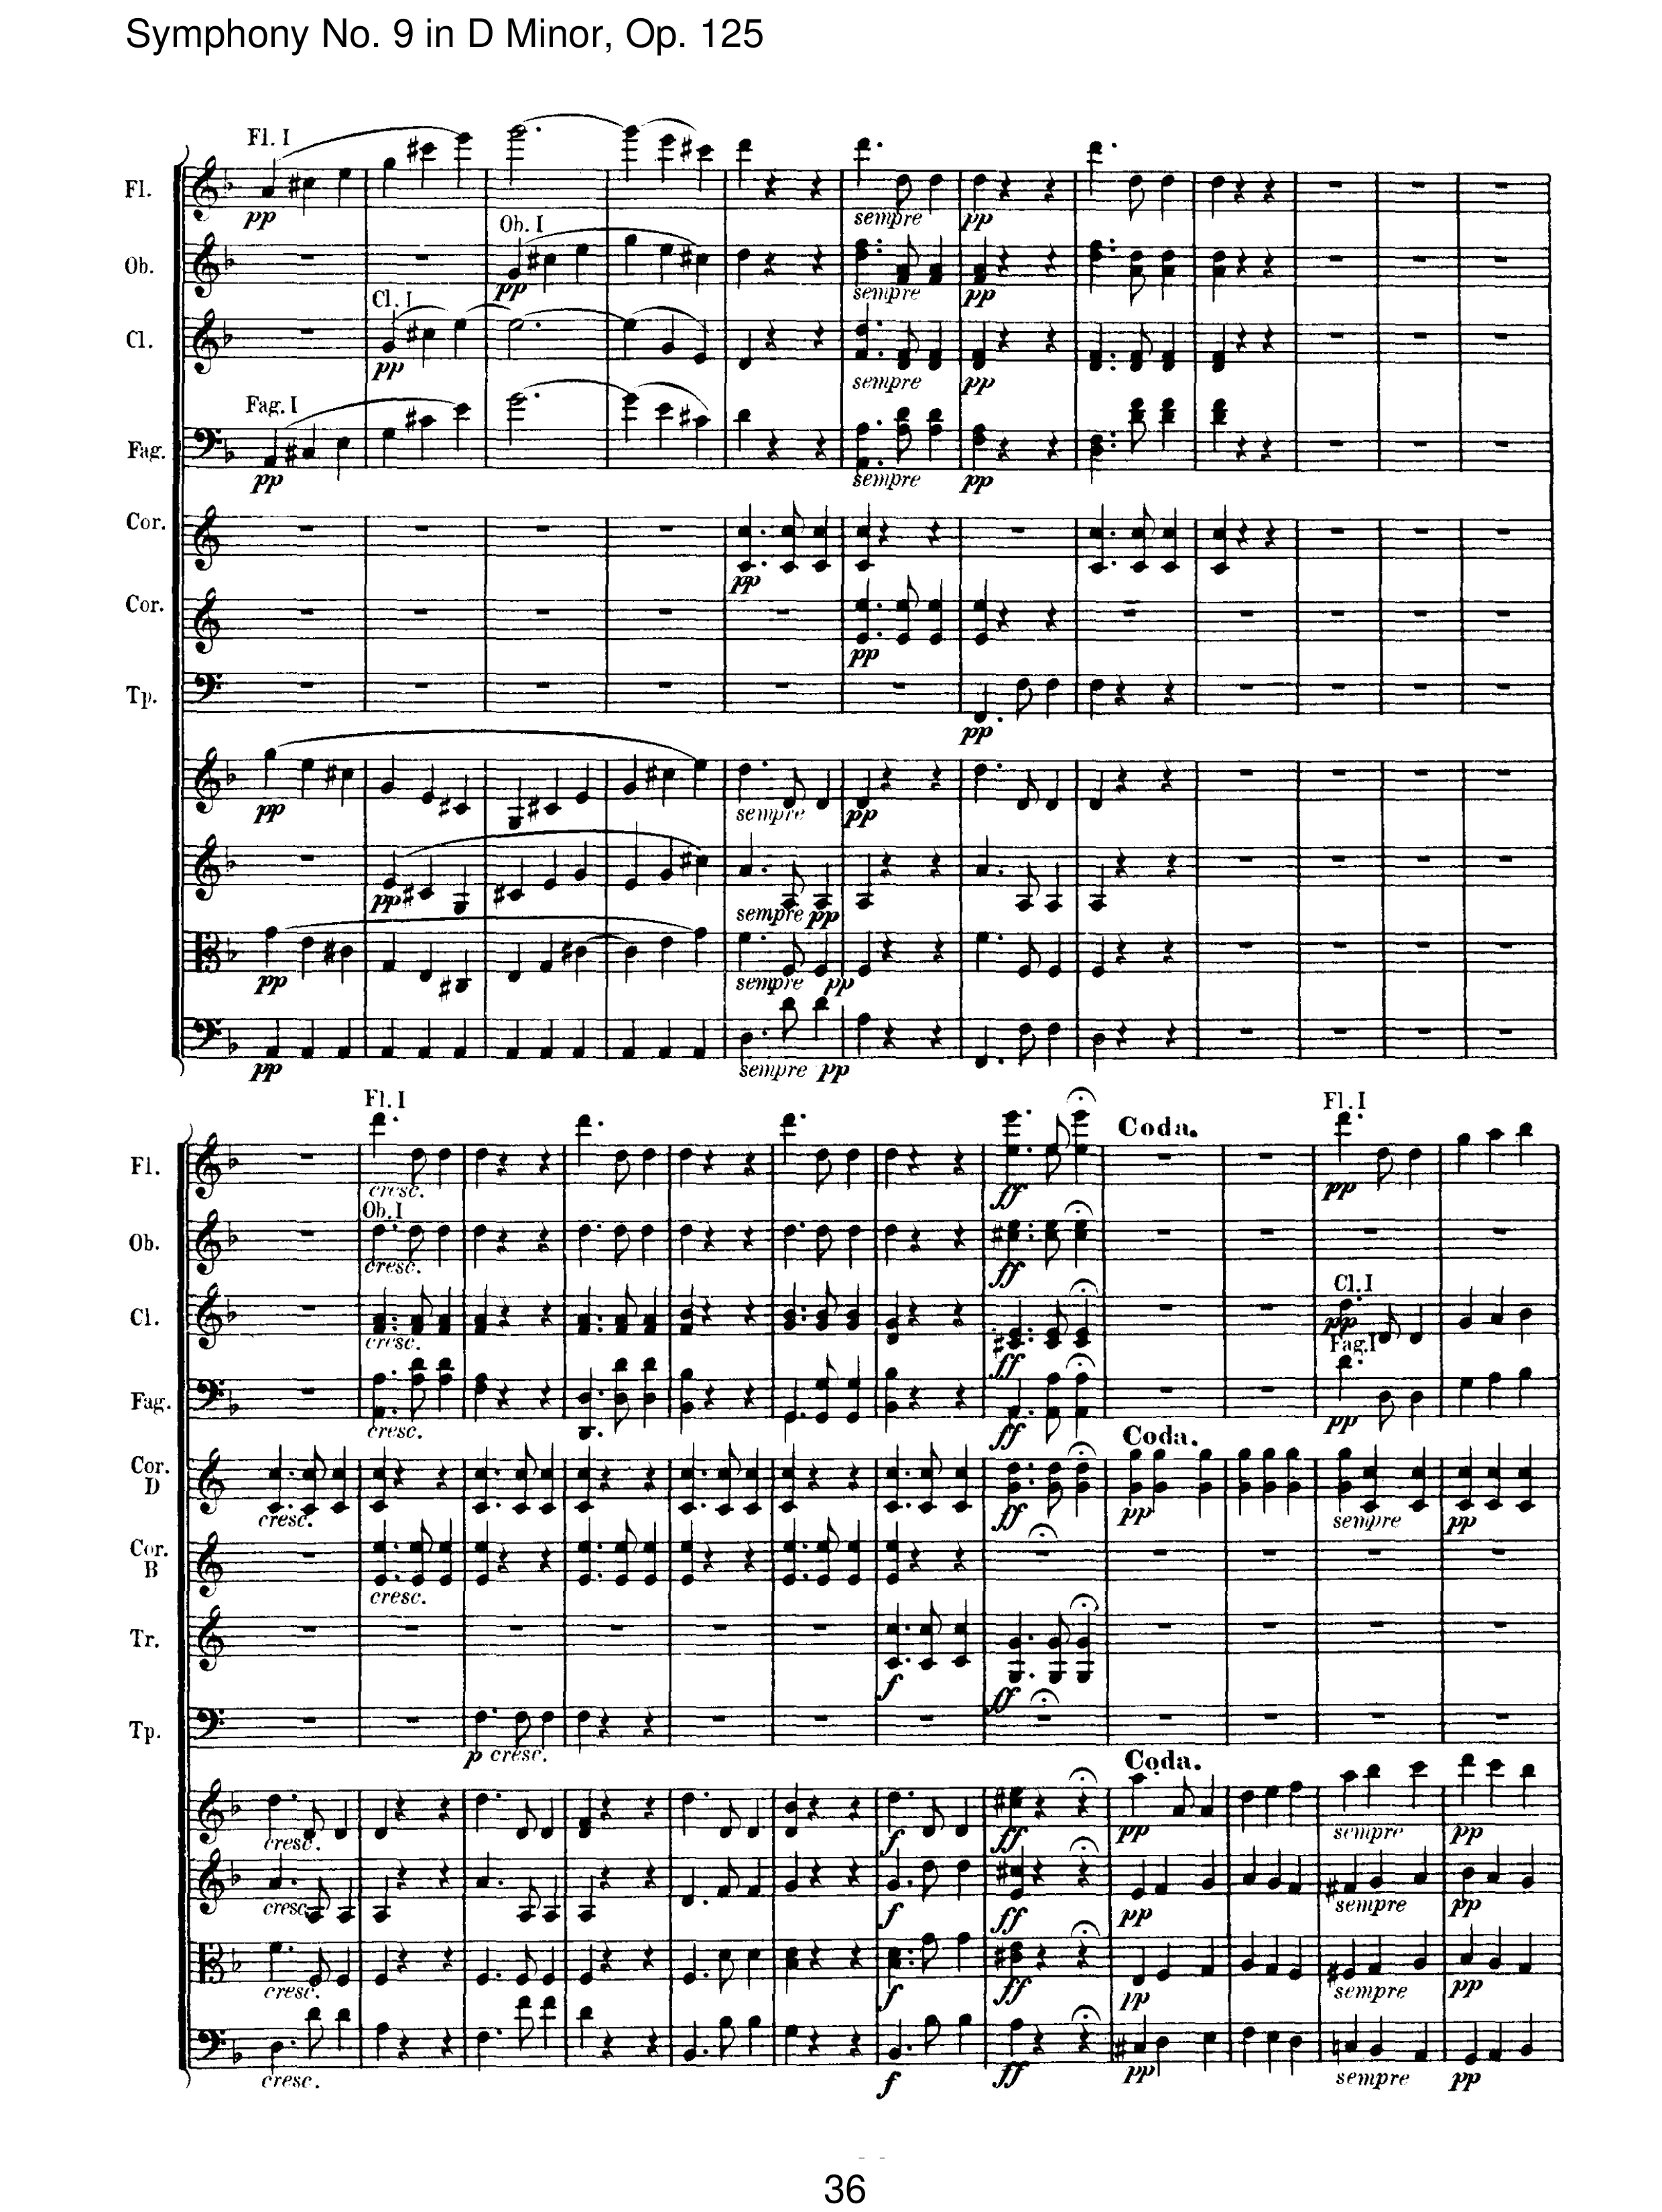 Symphony No. 9 in D Minor, Op. 125
Fl. I
Fl.
pp
sempre
pp
Ob. I
Ob.
pp
sempre
pp
Cl. I
Cl.
pp
sempre
pp
Fag. I
Fag.
pp
sempre
pp
Cor.
pp
Cor.
pp
Tp.
pp
pp
sempre
pp
pp
sempre pp
pp
sempre
pp
pp
sempre
pp
Fl. I
Coda.
Fl. I
Fl.
cresc.
ff
pp
Ob. I
Ob.
cresc.
ff
Cl. I
Cl.
cresc.
ff
pp
Fag. I
Fag.
cresc.
ff
pp
Coda.
Cor.
D
cresc.
ff
pp
sempre
pp
Cor.
B
cresc.
Tr.
f
ff
Tp.
p cresc.
Coda.
cresc.
f
ff
pp
sempre
pp
cresc.
f
ff
pp
sempre
pp
cresc.
f
ff
pp
sempre
pp
cresc.
f
ff
pp
sempre
pp
36